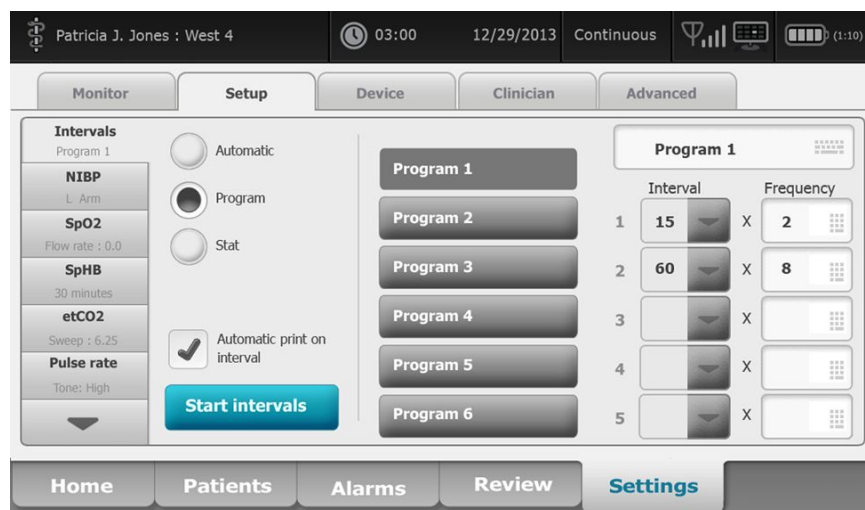 Patricia J. Jones : West 4
03:00
12/29/2013
Continuous
(1:10)
Monitor
Setup
Device
Clinician
Advanced
Intervals
Program 1
NIBP
L Arm
SpO2
Flow rate : 0.0
SpHB
30 minutes
etCO2
Sweep : 6.25
Pulse rate
Tone: High
Automatic
Program
Stat
Automatic print on
interval
Start intervals
Program 1
Program 2
Program 3
Program 4
Program 5
Program 6
Program 1
Interval Frequency
1 15 X 2
2 60 X 8
3 X
4 X
5 X
Home
Patients
Alarms
Review
Settings